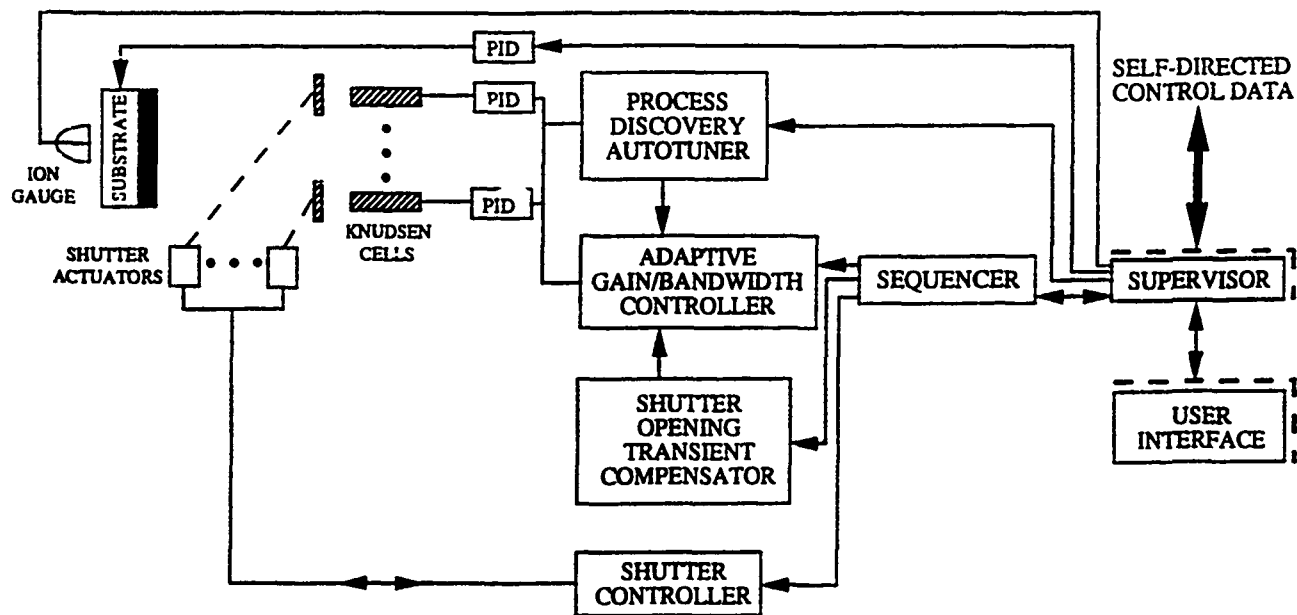 PID
SELF-DIRECTED
CONTROL DATA
SUBSTRATE
PID
PROCESS
DISCOVERY
AUTOTUNER
ION
GAUGE
PID
KNUDSEN
CELLS
SHUTTER
ACTUATORS
ADAPTIVE
GAIN/BANDWIDTH
CONTROLLER
SEQUENCER
SUPERVISOR
SHUTTER
OPENING
TRANSIENT
COMPENSATOR
USER
INTERFACE
SHUTTER
CONTROLLER